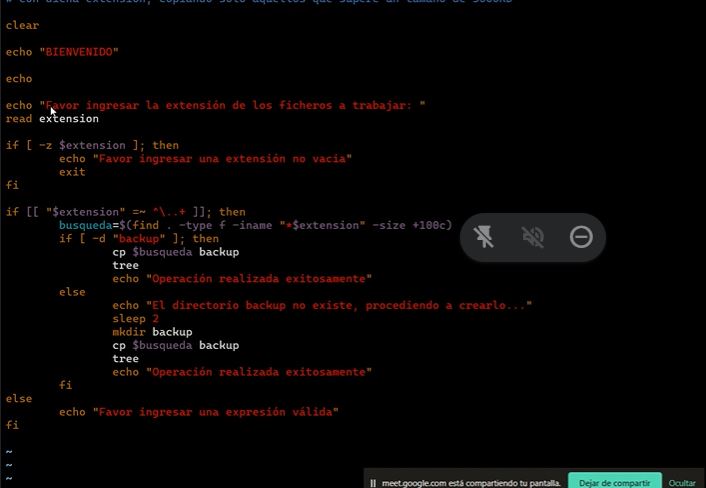 # con dicha extensión, copiando solo aquellos que supere un tamaño de 5000KB
clear
echo "BIENVENIDO"
echo
echo "Favor ingresar la extensión de los ficheros a trabajar: "
read extension
if [ -z $extension ]; then
echo "Favor ingresar una extensión no vacia"
exit
fi
if [[ "$extension" =~ ^\..+ ]]; then
busqueda=$(find . -type f -iname "*$extension" -size +100c)
if [ -d "backup" ]; then
cp $busqueda backup
tree
echo "Operación realizada exitosamente"
else
echo "El directorio backup no existe, procediendo a crearlo..."
sleep 2
mkdir backup
cp $busqueda backup
tree
echo "Operación realizada exitosamente"
fi
else
echo "Favor ingresar una expresión válida"
fi
~
~
~
meet.google.com está compartiendo tu pantalla. Dejar de compartir Ocultar